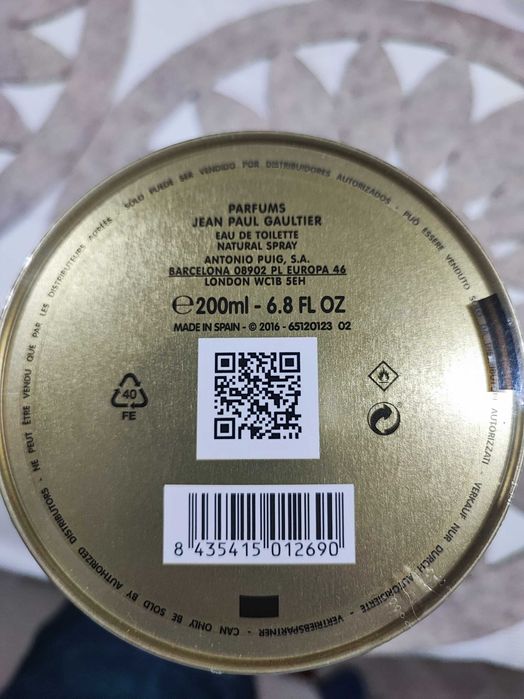 PARFUMS
JEAN PAUL GAULTIER
EAU DE TOILETTE
NATURAL SPRAY
ANTONIO PUIG, S.A.
BARCELONA 08902 PL EUROPA 46
LONDON WC1B 5EH
℮200ml - 6.8 FL OZ
MADE IN SPAIN - © 2016 - 65120123 02
40
FE
8 435415 012690
SÓLO PUEDE SER VENDIDO POR DISTRIBUIDORES AUTORIZADOS - PUÒ ESSERE VENDUTO AUTORIZZATI - VERKAUF NUR DURCH AUTORISIERTE - VERTRIEBSPARTNER - CAN ONLY BE SOLD BY AUTHORIZED DISTRIBUTORS - NE PEUT ÊTRE VENDU QUE PAR LES DISTRIBUTEURS